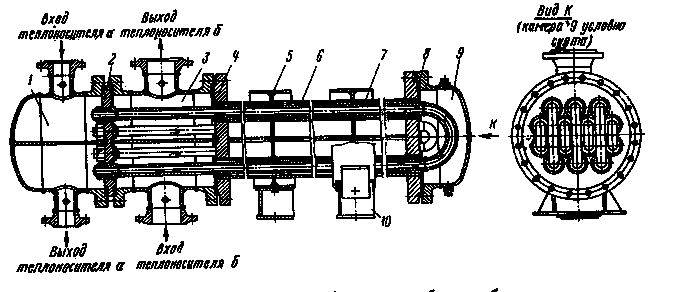 Вход
теплоносителя а
Выход
теплоносителя б
Вид К
(камера 9 условно
снята)
1
2
3
4
5
6
7
8
9
К
10
Выход
теплоносителя а
Вход
теплоносителя б